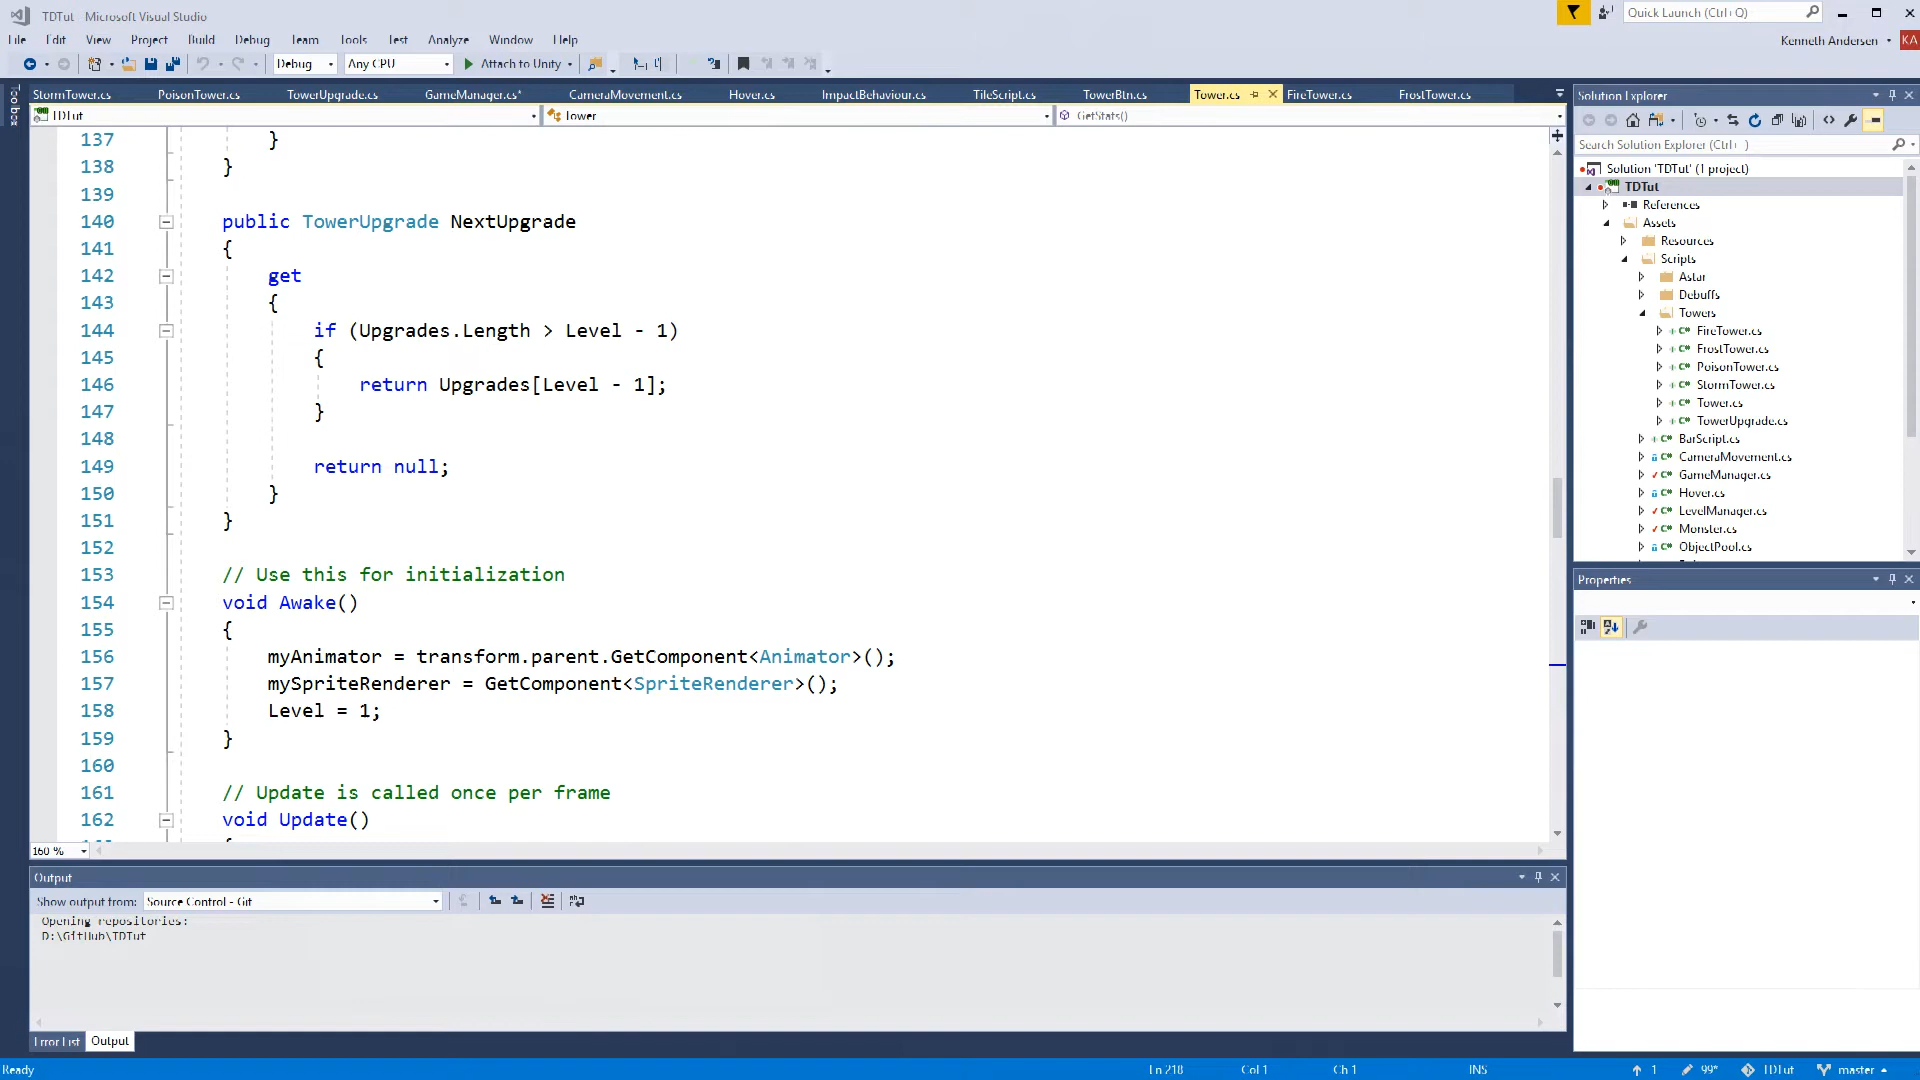 TDTut Microsoft Visual Studio
Quick Launch (Ctrl+Q)
File Edit View Project Build Debug Team Tools Test Analyze Window Help
Kenneth Andersen KA
Debug Any CPU Attach to Unity
Toolbox
StormTower.cs PoisonTower.cs TowerUpgrade.cs GameManager.cs* CameraMovement.cs Hover.cs ImpactBehaviour.cs TileScript.cs TowerBtn.cs Tower.cs FireTower.cs FrostTower.cs
TDTut Tower GetStats()
137 }
138 }
139
140 public TowerUpgrade NextUpgrade
141 {
142 get
143 {
144 if (Upgrades.Length > Level - 1)
145 {
146 return Upgrades[Level - 1];
147 }
148
149 return null;
150 }
151 }
152
153 // Use this for initialization
154 void Awake()
155 {
156 myAnimator = transform.parent.GetComponent<Animator>();
157 mySpriteRenderer = GetComponent<SpriteRenderer>();
158 Level = 1;
159 }
160
161 // Update is called once per frame
162 void Update()
160 %
Output
Show output from: Source Control - Git
Opening repositories:
D:\GitHub\TDTut
Error List Output
Solution Explorer
Search Solution Explorer (Ctrl+ )
Solution 'TDTut' (1 project)
TDTut
References
Assets
Resources
Scripts
Astar
Debuffs
Towers
FireTower.cs
FrostTower.cs
PoisonTower.cs
StormTower.cs
Tower.cs
TowerUpgrade.cs
BarScript.cs
CameraMovement.cs
GameManager.cs
Hover.cs
LevelManager.cs
Monster.cs
ObjectPool.cs
Properties
Ready Ln 218 Col 1 Ch 1 INS 1 99* TDTut master